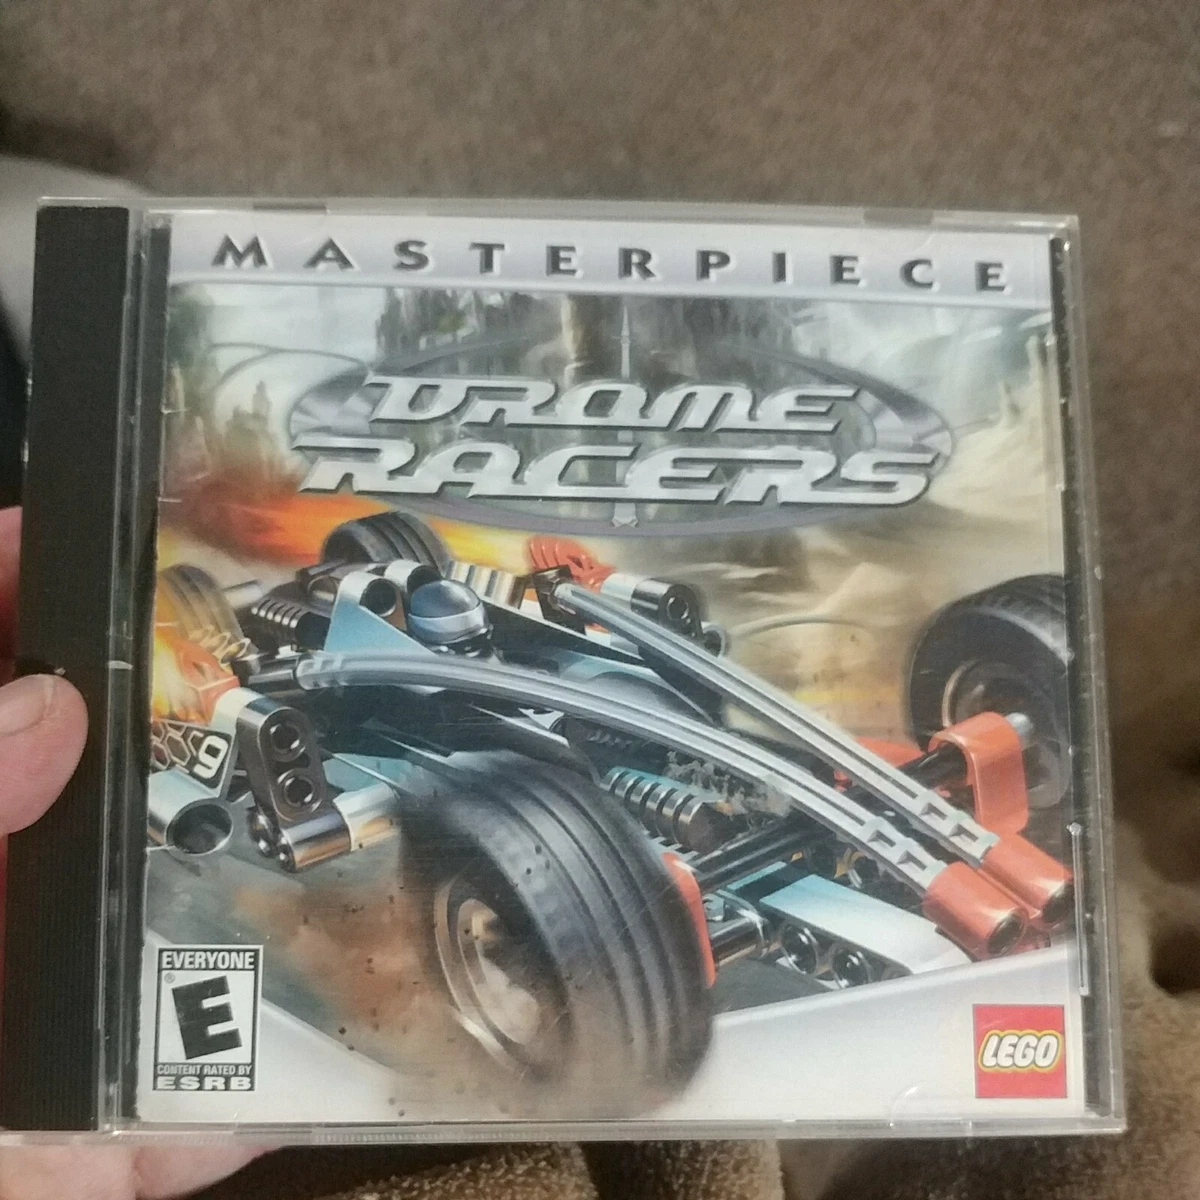 MASTERPIECE
DROME
RACERS
9
EVERYONE
E
®
CONTENT RATED BY
ESRB
LEGO